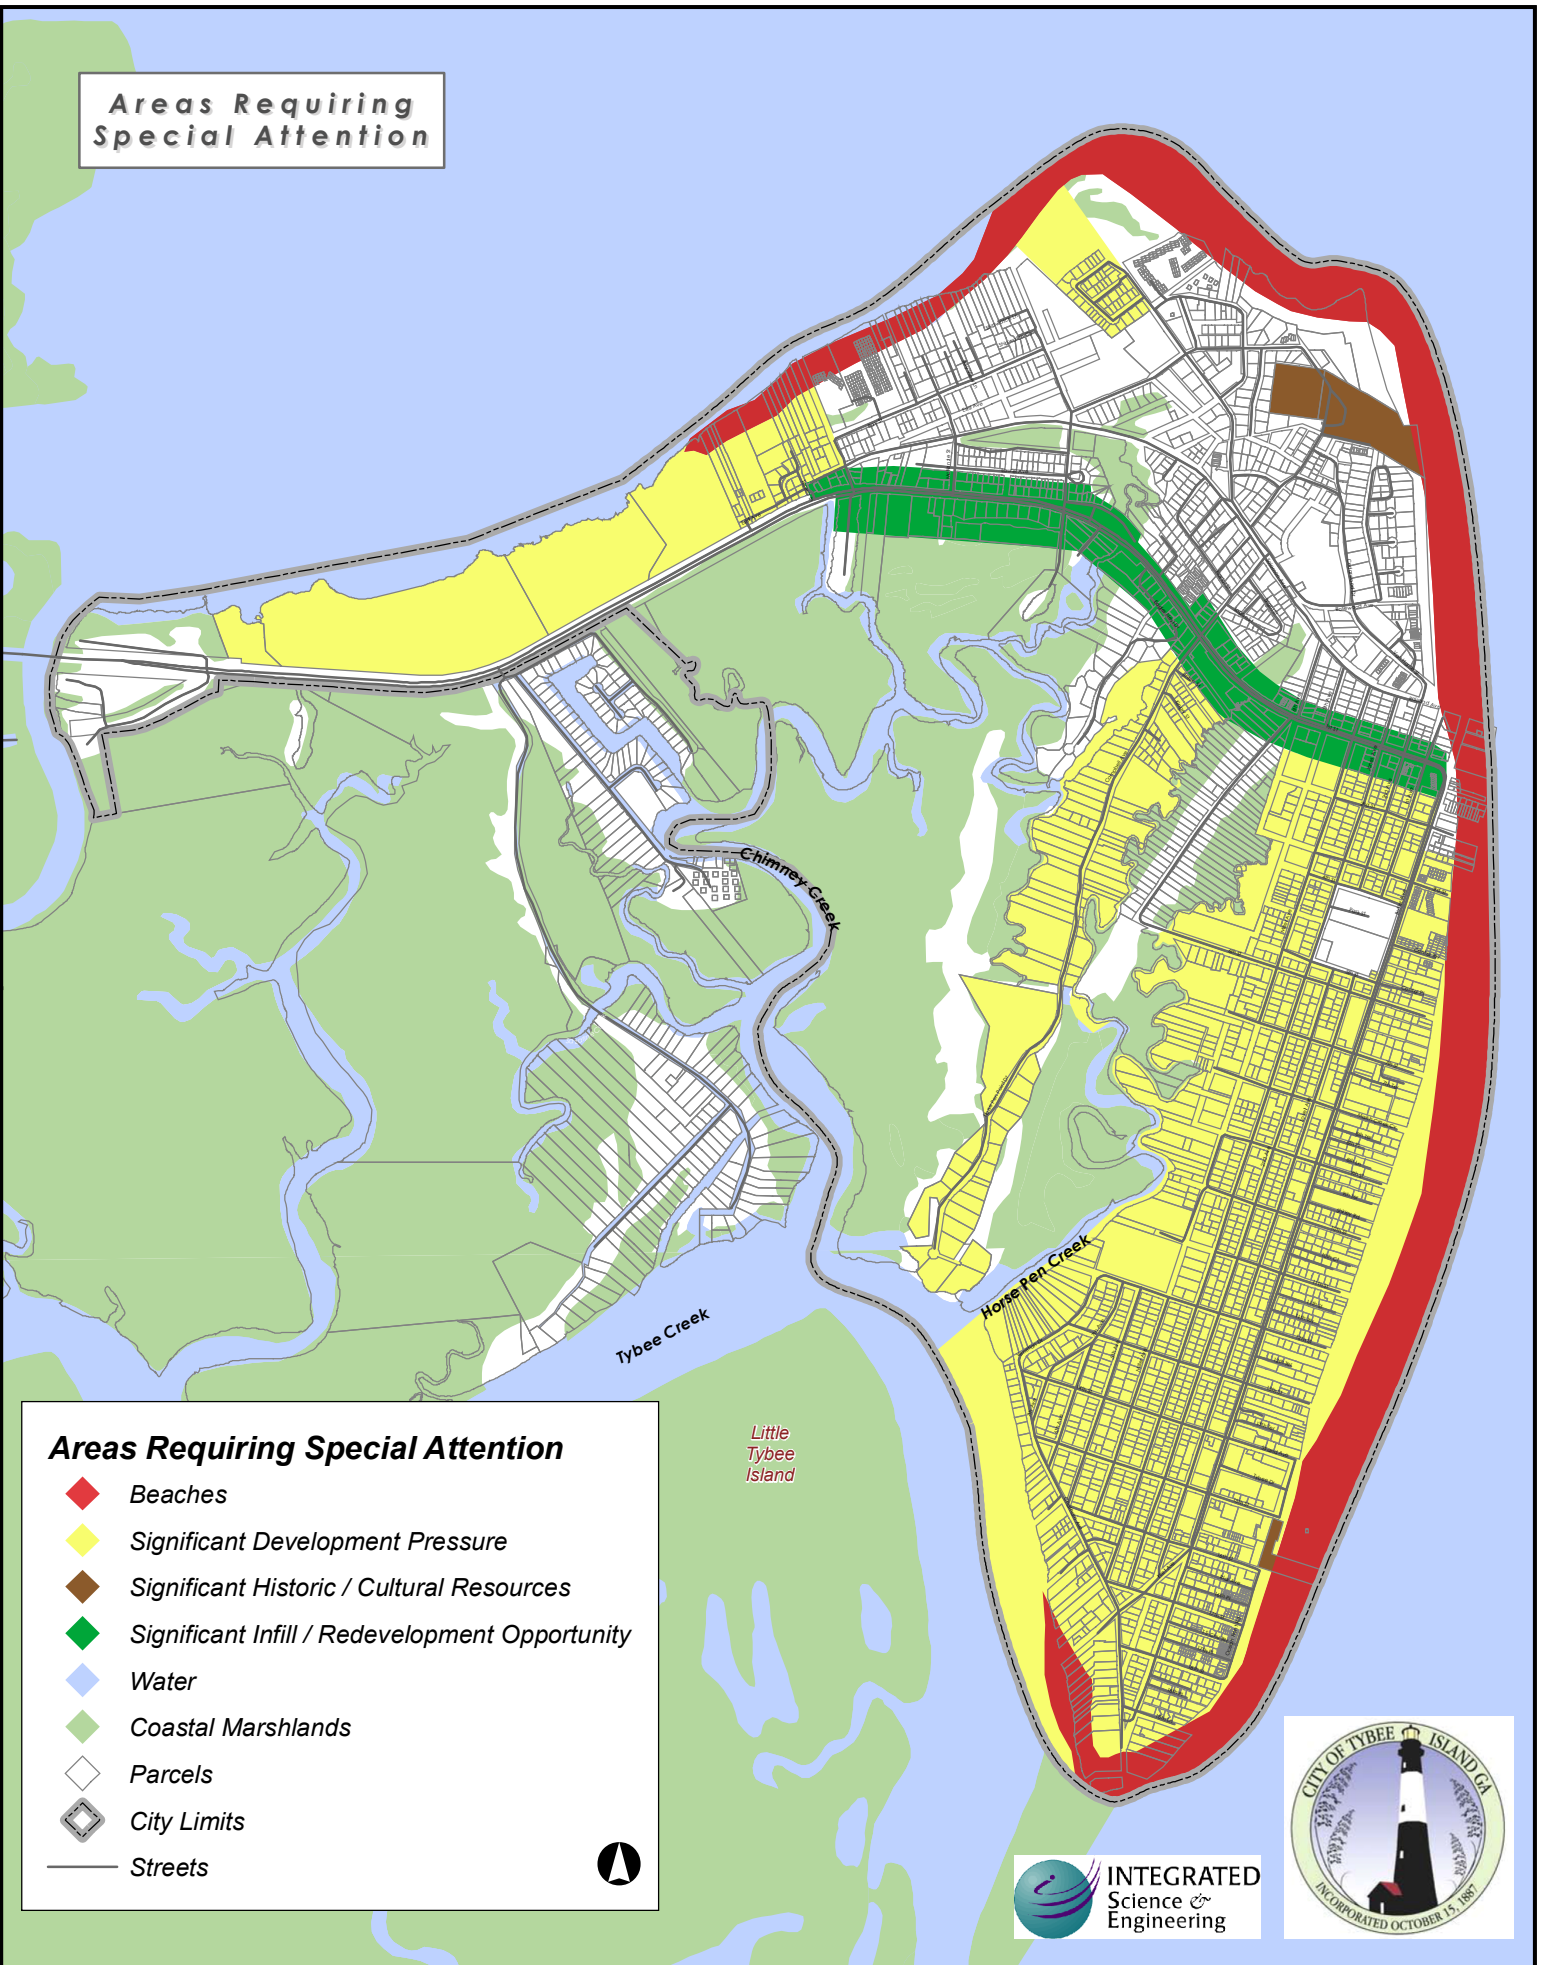 Areas Requiring
Special Attention
Chimney Creek
Horse Pen Creek
Tybee Creek
Little
Tybee
Island
Areas Requiring Special Attention
Beaches
Significant Development Pressure
Significant Historic / Cultural Resources
Significant Infill / Redevelopment Opportunity
Water
Coastal Marshlands
Parcels
City Limits
Streets
INTEGRATED
Science &
Engineering
CITY OF TYBEE ISLAND GA
INCORPORATED OCTOBER 15, 1887